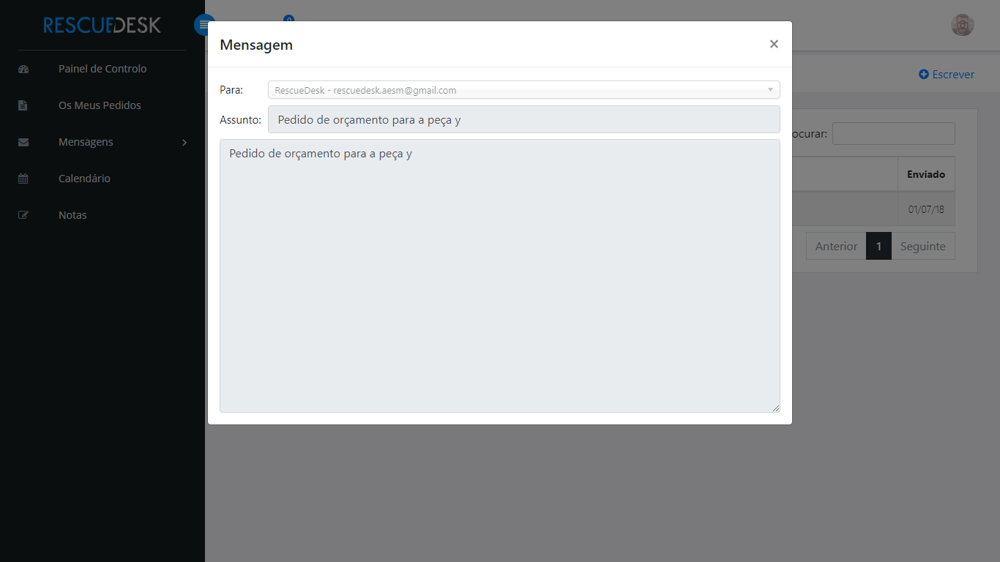 RESCUEDESK
0
Painel de Controlo
Os Meus Pedidos
Mensagens
Calendário
Notas
Mensagem
×
Para:
RescueDesk - rescuedesk.aesm@gmail.com
Assunto:
Pedido de orçamento para a peça y
Pedido de orçamento para a peça y
Escrever
ocurar:
Enviado
01/07/18
Anterior 1 Seguinte